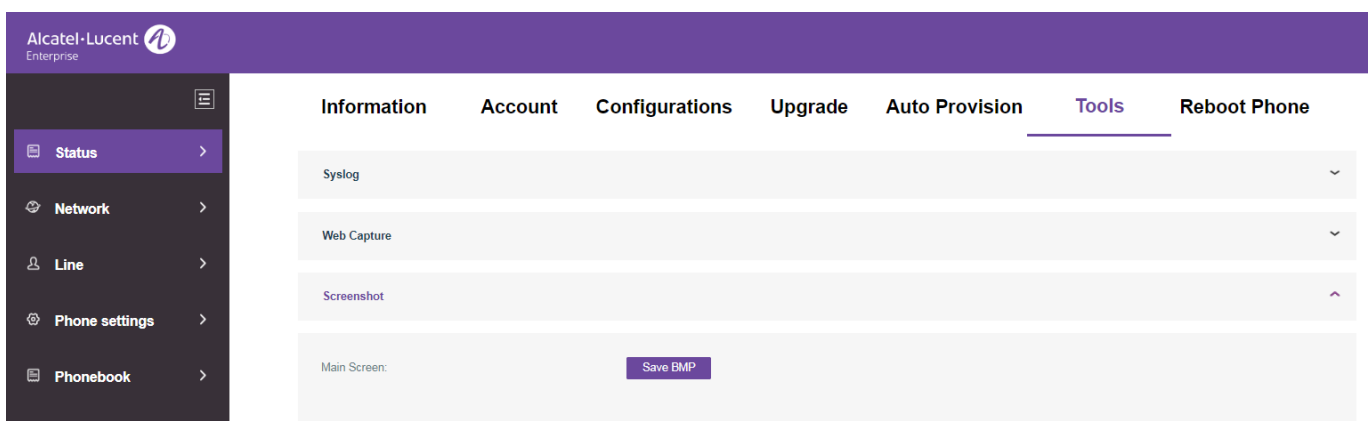 Alcatel·Lucent
Enterprise
Information Account Configurations Upgrade Auto Provision Tools Reboot Phone
Status
Network
Line
Phone settings
Phonebook
Syslog
Web Capture
Screenshot
Main Screen: Save BMP